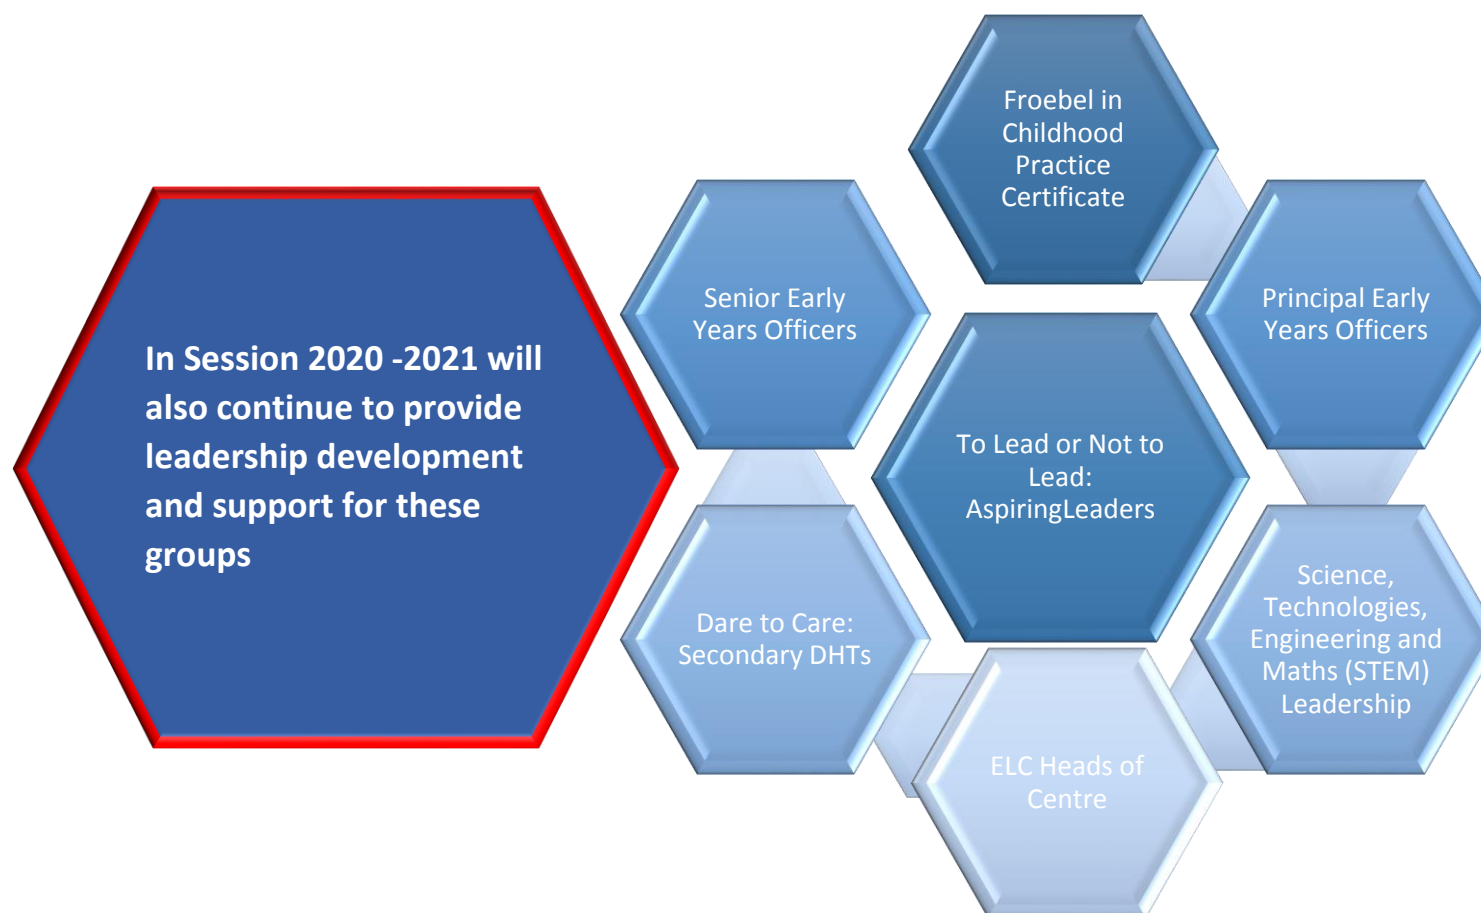 In Session 2020 -2021 will
also continue to provide
leadership development
and support for these
groups
Froebel in
Childhood
Practice
Certificate
Senior Early
Years Officers
Principal Early
Years Officers
To Lead or Not to
Lead:
AspiringLeaders
Dare to Care:
Secondary DHTs
Science,
Technologies,
Engineering and
Maths (STEM)
Leadership
ELC Heads of
Centre